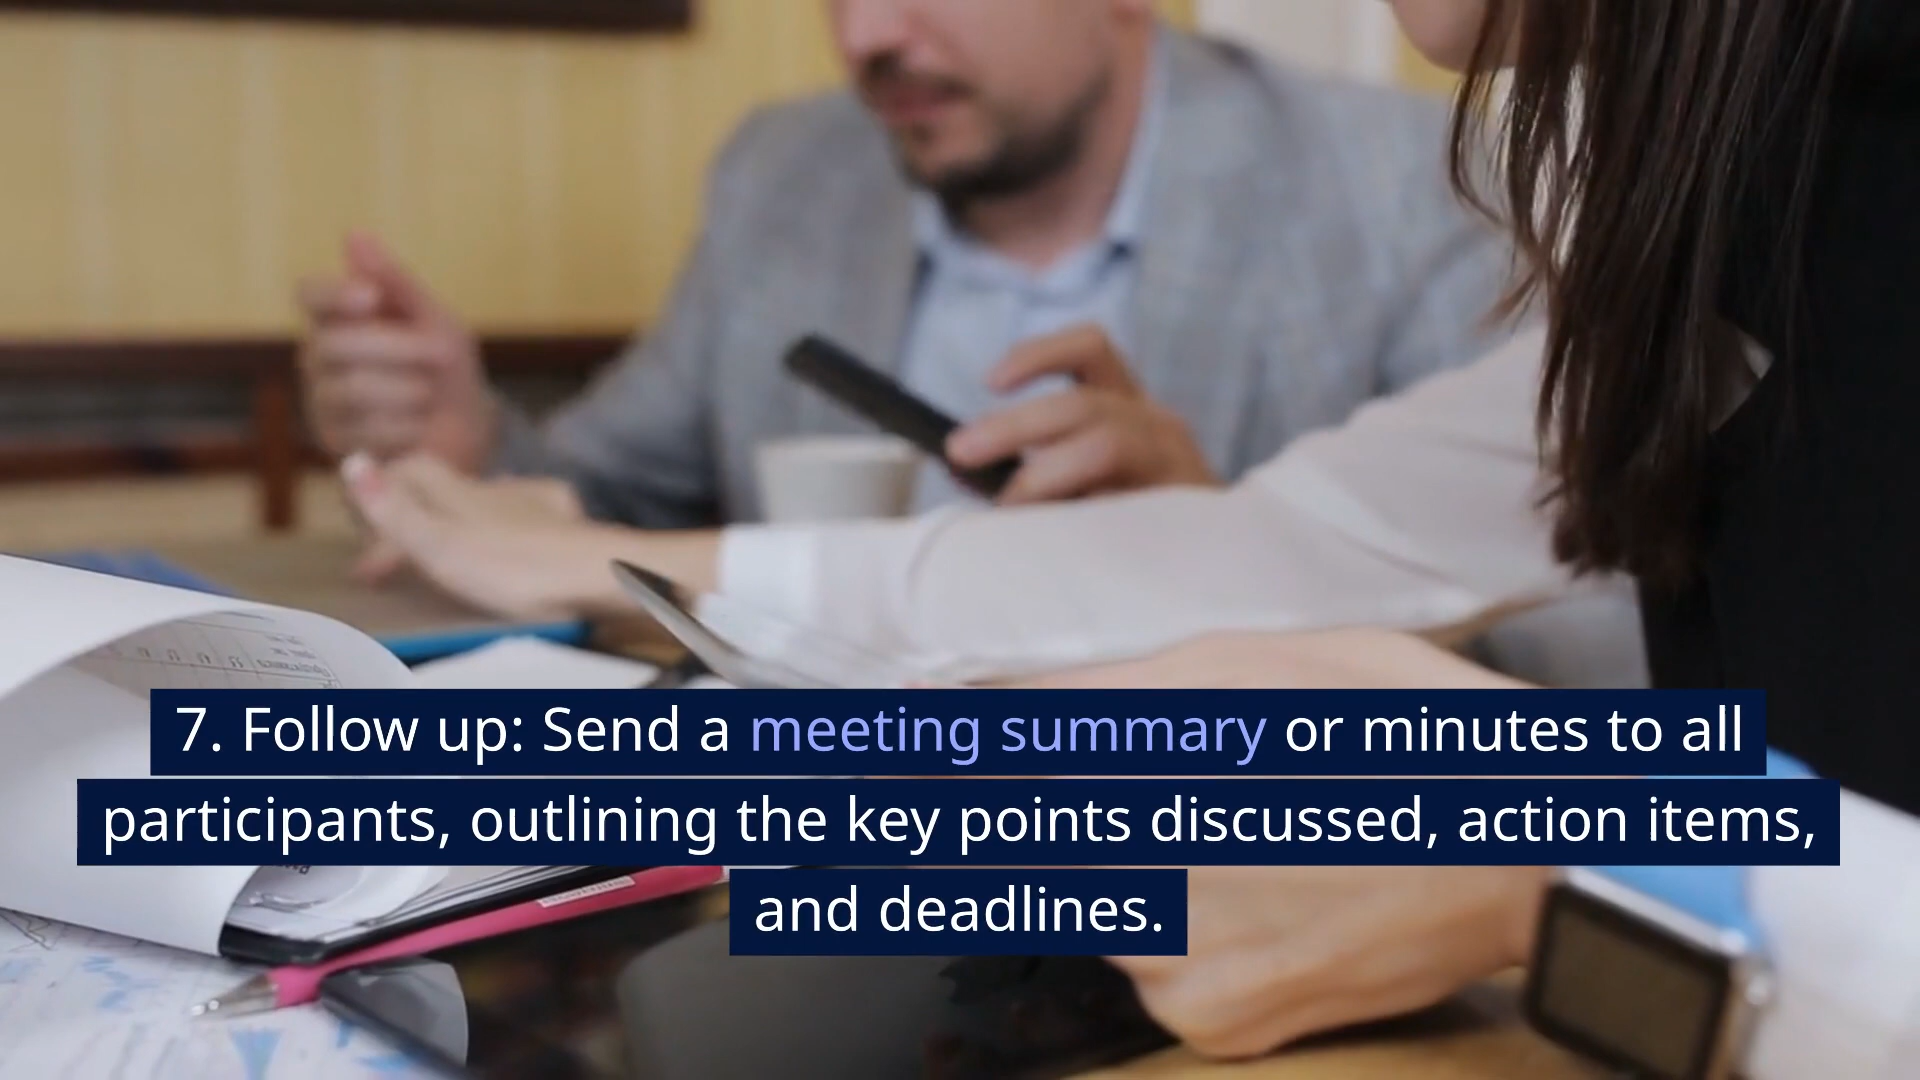 7. Follow up: Send a meeting summary or minutes to all
participants, outlining the key points discussed, action items,
and deadlines.